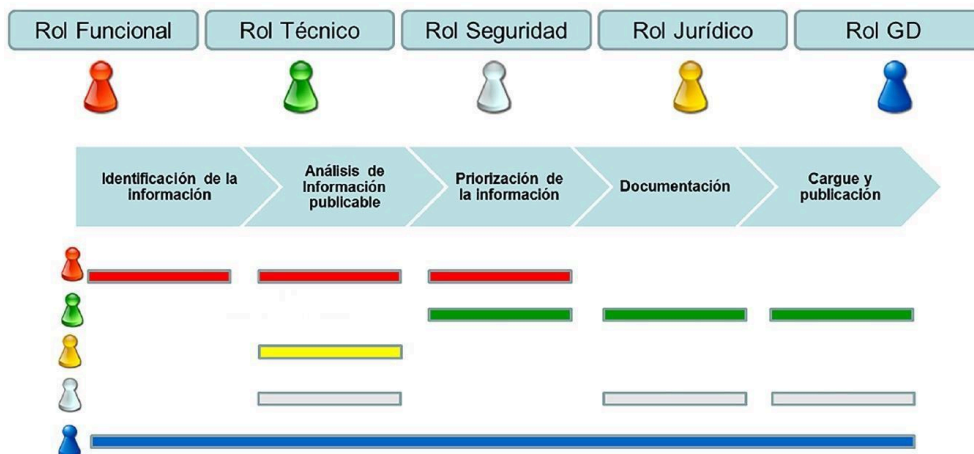 Rol Funcional
Rol Técnico
Rol Seguridad
Rol Jurídico
Rol GD
Identificación de la
información
Análisis de
Información
publicable
Priorización de
la información
Documentación
Cargue y
publicación